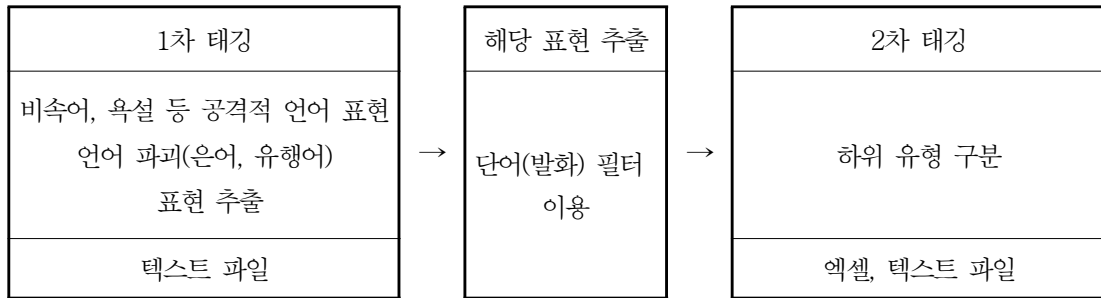 1차 태깅
비속어, 욕설 등 공격적 언어 표현
언어 파괴(은어, 유행어)
표현 추출
텍스트 파일
→
해당 표현 추출
단어(발화) 필터
이용
→
2차 태깅
하위 유형 구분
엑셀, 텍스트 파일